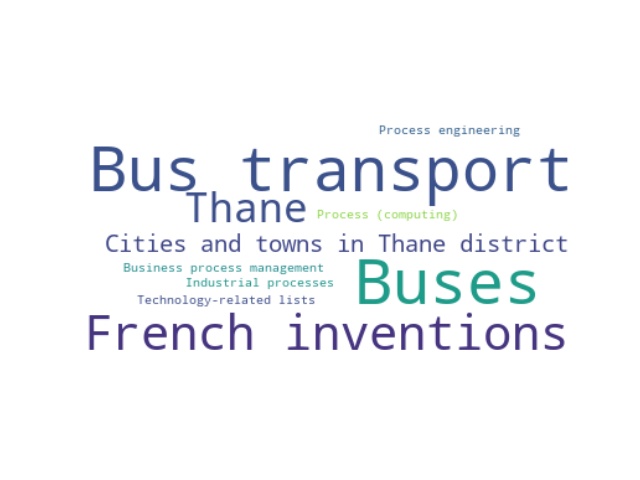 Process engineering
Bus transport
Thane
Process (computing)
Cities and towns in Thane district
Business process management
Buses
Industrial processes
Technology-related lists
French inventions